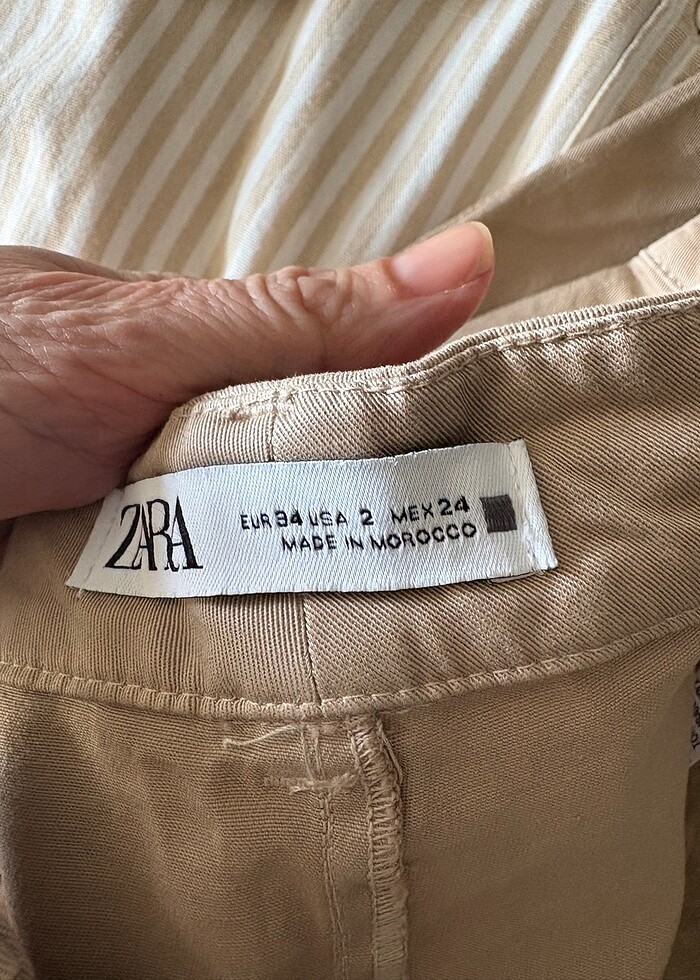 ZARA
EUR 34 USA 2 MEX 24
MADE IN MOROCCO